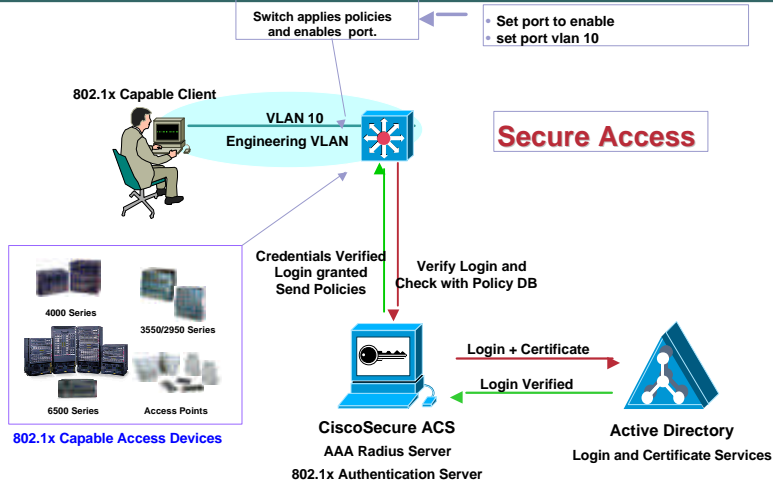 Switch applies policies
and enables port.
• Set port to enable
• set port vlan 10
802.1x Capable Client
VLAN 10
Engineering VLAN
Secure Access
Credentials Verified
Login granted
Send Policies
Verify Login and
Check with Policy DB
4000 Series
3550/2950 Series
6500 Series
Access Points
802.1x Capable Access Devices
Login + Certificate
Login Verified
CiscoSecure ACS
AAA Radius Server
802.1x Authentication Server
Active Directory
Login and Certificate Services